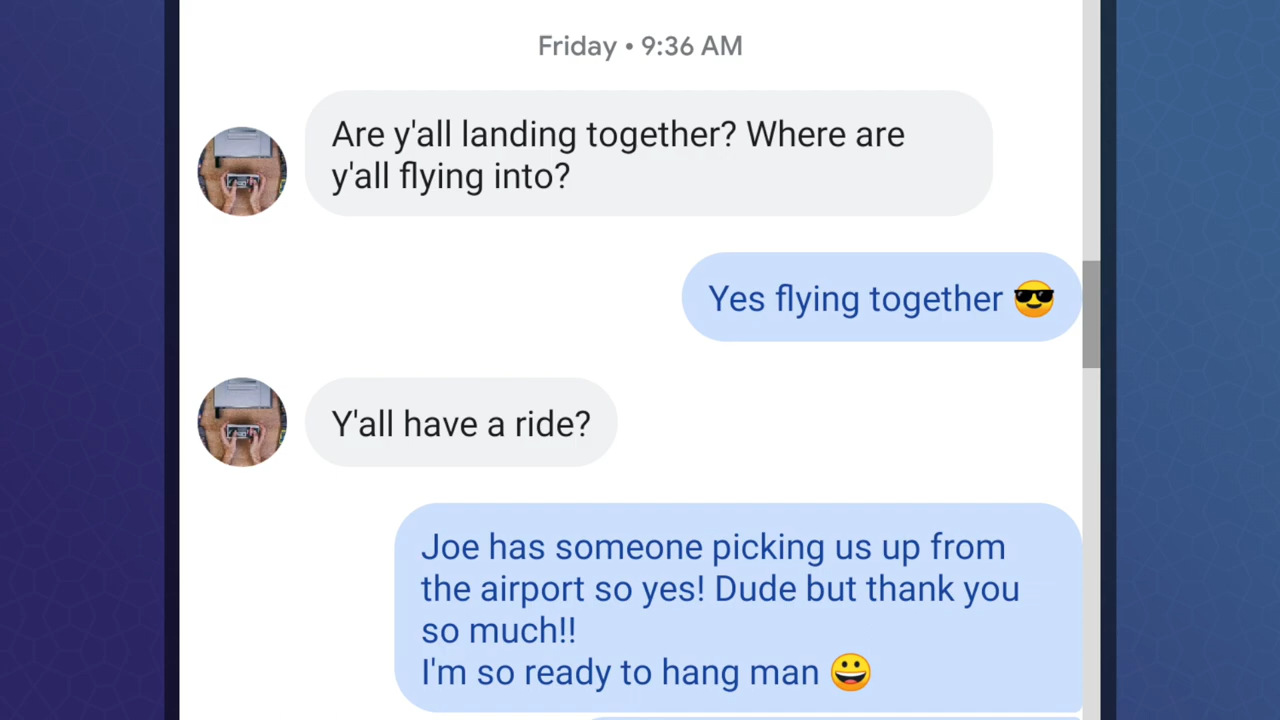 Friday • 9:36 AM
Are y'all landing together? Where are
y'all flying into?
Yes flying together 😎
Y'all have a ride?
Joe has someone picking us up from
the airport so yes! Dude but thank you
so much!!
I'm so ready to hang man 😀